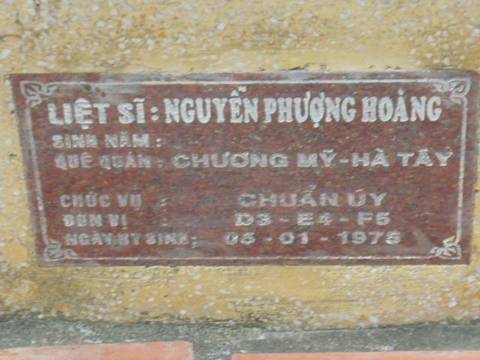 LIỆT SĨ : NGUYỄN PHƯỢNG HOÀNG
SINH NĂM :
QUÊ QUÁN : CHƯƠNG MỸ - HÀ TÂY
CHỨC VỤ : CHUẨN ÚY
ĐƠN VỊ : D3 - E4 - F5
NGÀY HY SINH : 05 - 01 - 1975